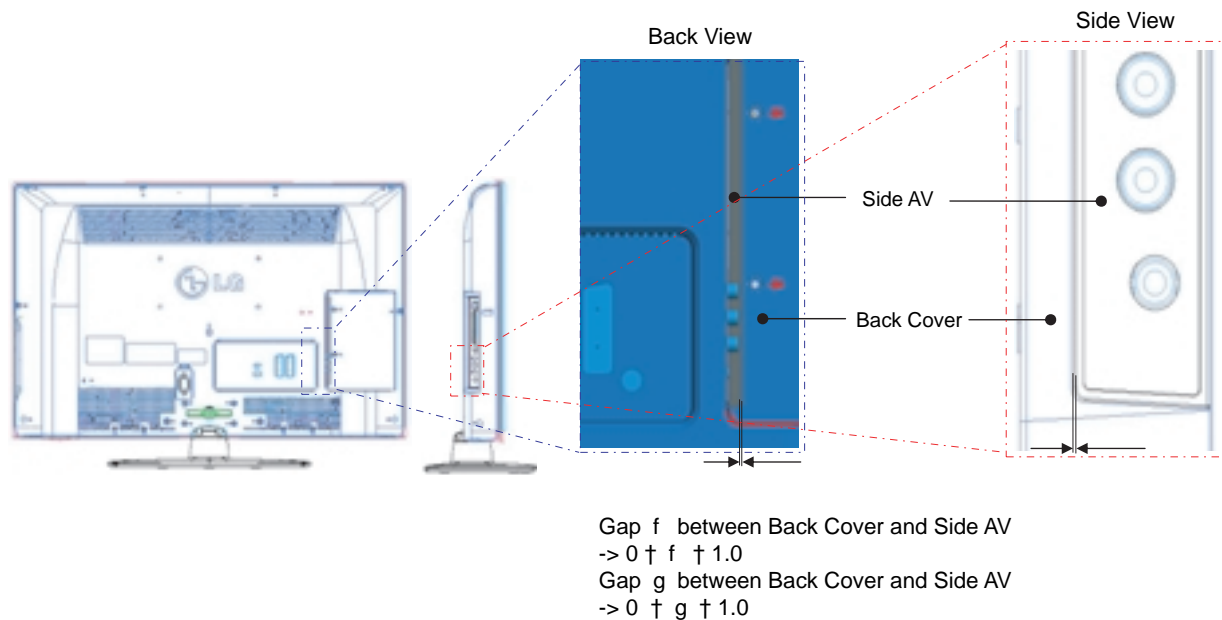 Side View
Back View
LG
Side AV
Back Cover
Gap f between Back Cover and Side AV
-> 0 † f † 1.0
Gap g between Back Cover and Side AV
-> 0 † g † 1.0